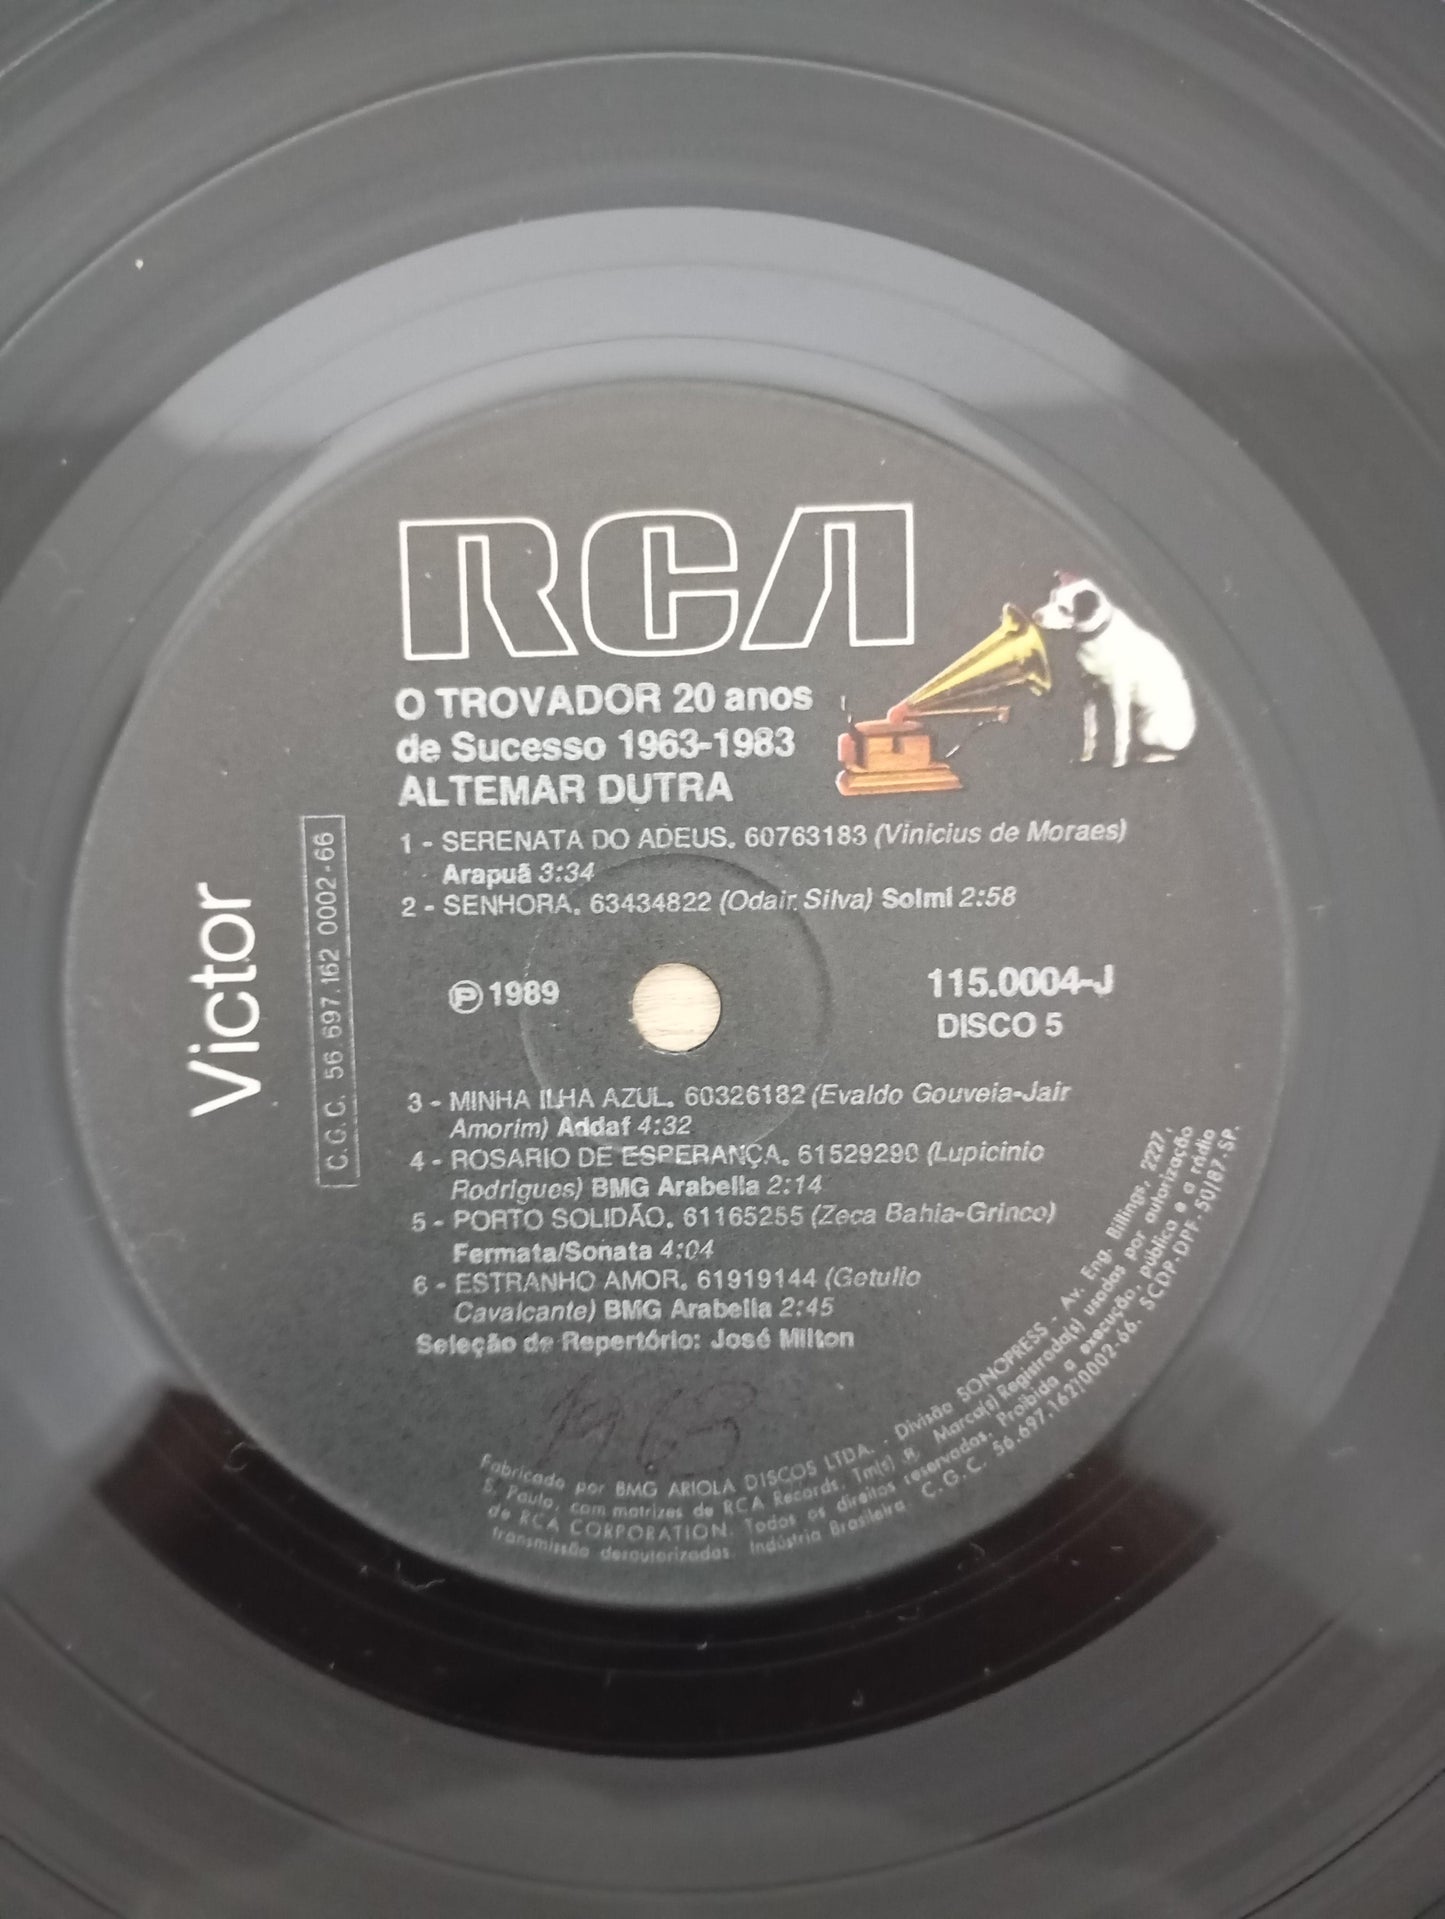 RCA
O TROVADOR 20 anos
de Sucesso 1963-1983
ALTEMAR DUTRA
1 - SERENATA DO ADEUS. 60763183 (Vinicius de Moraes)
Arapuã 3:34
2 - SENHORA. 63434822 (Odair Silva) Solmi 2:58
℗ 1989
115.0004-J
DISCO 5
3 - MINHA ILHA AZUL. 60326182 (Evaldo Gouveia-Jair
Amorim) Addaf 4:32
4 - ROSARIO DE ESPERANÇA. 61529290 (Lupicinio
Rodrigues) BMG Arabella 2:14
5 - PORTO SOLIDÃO. 61165255 (Zeca Bahia-Grinco)
Fermata/Sonata 4:04
6 - ESTRANHO AMOR. 61919144 (Getulio
Cavalcante) BMG Arabella 2:45
Seleção de Repertório: José Milton
Victor
C.G.C. 56.697.162 0002-66
1963
Fabricado por BMG ARIOLA DISCOS LTDA. - Divisão SONOPRESS - Av. Eng. Billings, 2227,
S. Paulo, com matrizes de RCA Records, Tm(s) .R. Marca(s) Registrada(s) usadas por autorização
de RCA CORPORATION. Todos os direitos reservados. Proibida a execução, pública e a rádio
transmissão desautorizadas. Indústria Brasileira C.G.C. 56.697.162/0002-66. SCDP-DPF-50/87-SP.